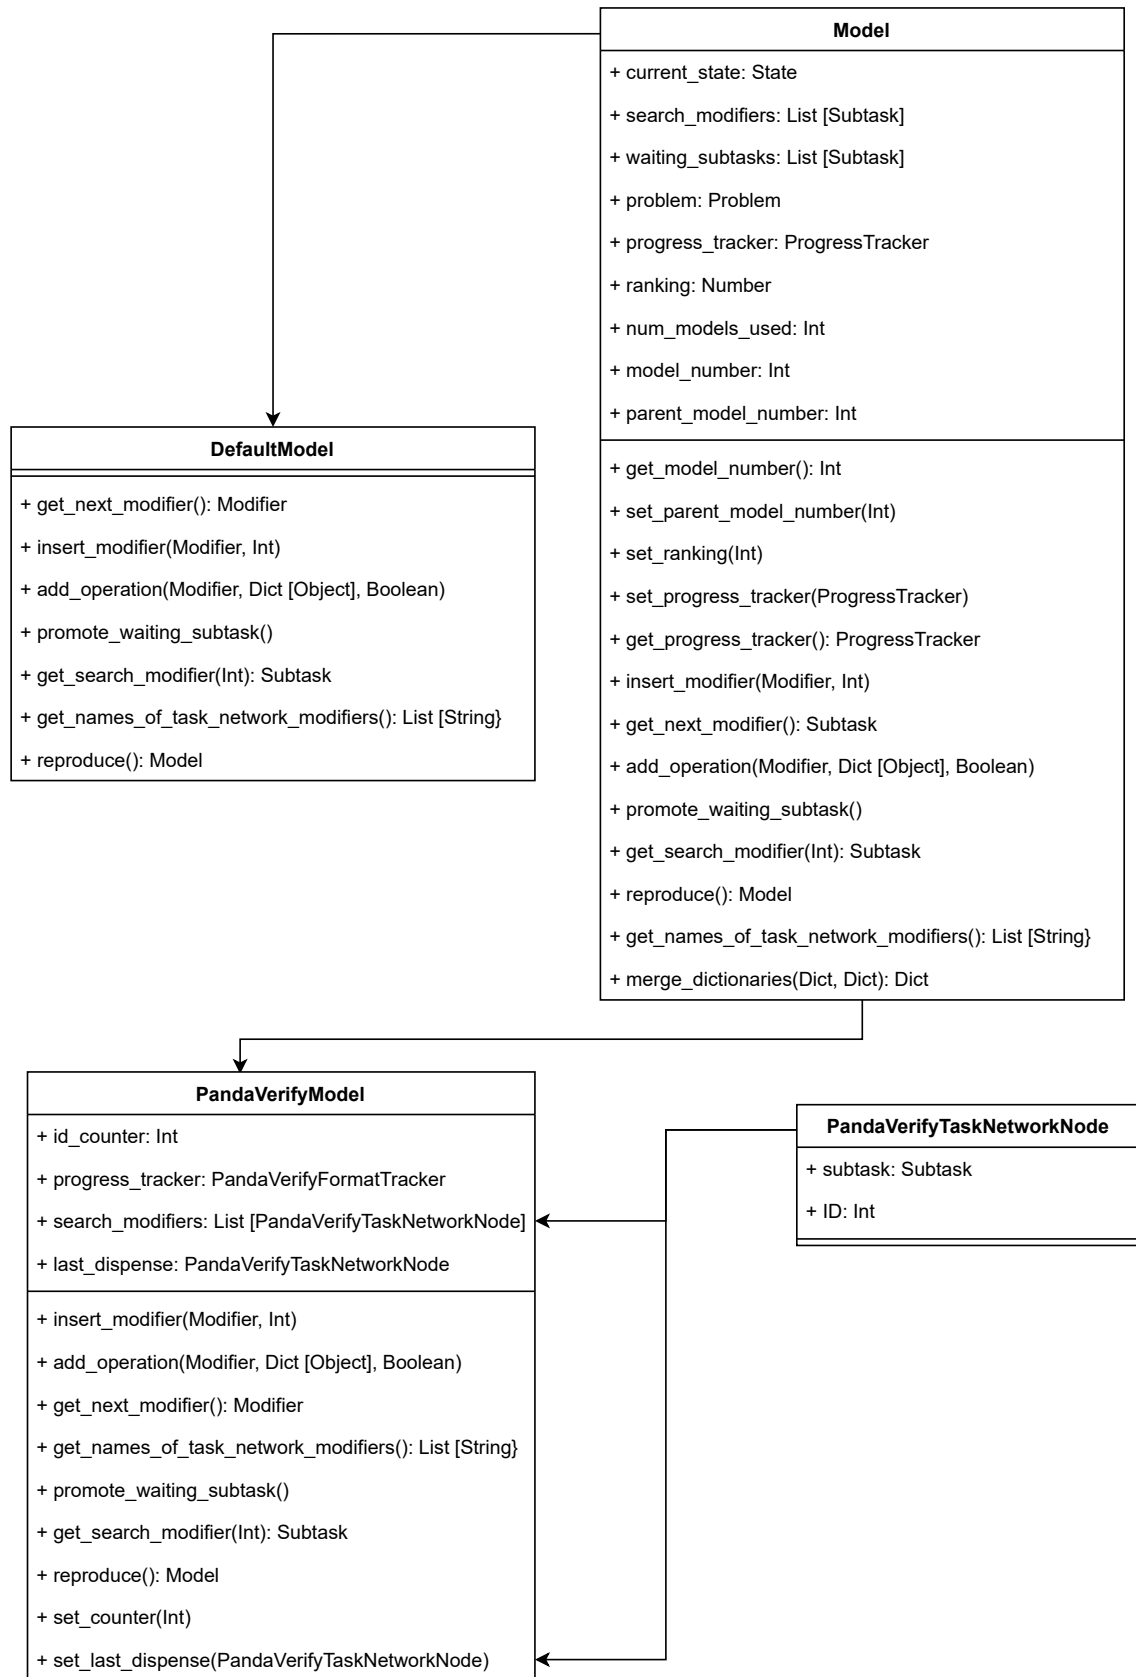 Model
+ current_state: State
+ search_modifiers: List [Subtask]
+ waiting_subtasks: List [Subtask]
+ problem: Problem
+ progress_tracker: ProgressTracker
+ ranking: Number
+ num_models_used: Int
+ model_number: Int
+ parent_model_number: Int
+ get_model_number(): Int
+ set_parent_model_number(Int)
+ set_ranking(Int)
+ set_progress_tracker(ProgressTracker)
+ get_progress_tracker(): ProgressTracker
+ insert_modifier(Modifier, Int)
+ get_next_modifier(): Subtask
+ add_operation(Modifier, Dict [Object], Boolean)
+ promote_waiting_subtask()
+ get_search_modifier(Int): Subtask
+ reproduce(): Model
+ get_names_of_task_network_modifiers(): List [String}
+ merge_dictionaries(Dict, Dict): Dict
DefaultModel
+ get_next_modifier(): Modifier
+ insert_modifier(Modifier, Int)
+ add_operation(Modifier, Dict [Object], Boolean)
+ promote_waiting_subtask()
+ get_search_modifier(Int): Subtask
+ get_names_of_task_network_modifiers(): List [String}
+ reproduce(): Model
PandaVerifyModel
+ id_counter: Int
+ progress_tracker: PandaVerifyFormatTracker
+ search_modifiers: List [PandaVerifyTaskNetworkNode]
+ last_dispense: PandaVerifyTaskNetworkNode
+ insert_modifier(Modifier, Int)
+ add_operation(Modifier, Dict [Object], Boolean)
+ get_next_modifier(): Modifier
+ get_names_of_task_network_modifiers(): List [String}
+ promote_waiting_subtask()
+ get_search_modifier(Int): Subtask
+ reproduce(): Model
+ set_counter(Int)
+ set_last_dispense(PandaVerifyTaskNetworkNode)
PandaVerifyTaskNetworkNode
+ subtask: Subtask
+ ID: Int